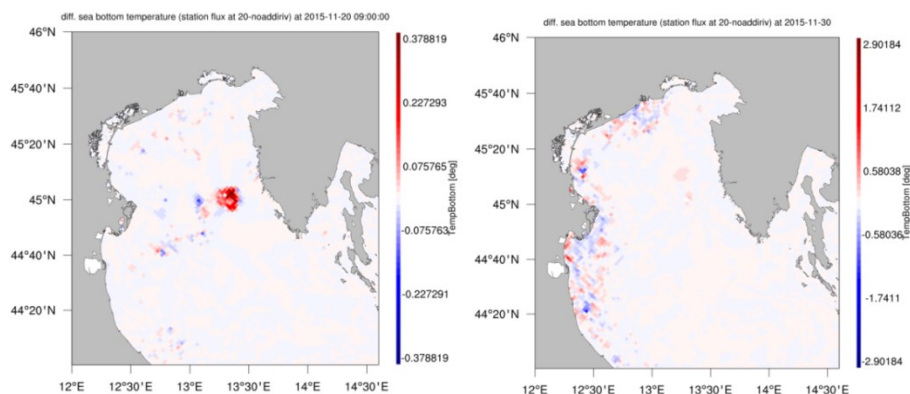 diff. sea bottom temperature (station flux at 20-noaddiriv) at 2015-11-20 09:00:00
46°N
45°40'N
45°20'N
45°N
44°40'N
44°20'N
12°E
12°30'E
13°E
13°30'E
14°E
14°30'E
0.378819
0.227293
0.075765
-0.075763
-0.227291
-0.378819
TempBottom [deg]
diff. sea bottom temperature (station flux at 20-noaddiriv) at 2015-11-30
46°N
45°40'N
45°20'N
45°N
44°40'N
44°20'N
12°E
12°30'E
13°E
13°30'E
14°E
14°30'E
2.90184
1.74112
0.58038
-0.58036
-1.7411
-2.90184
TempBottom [deg]